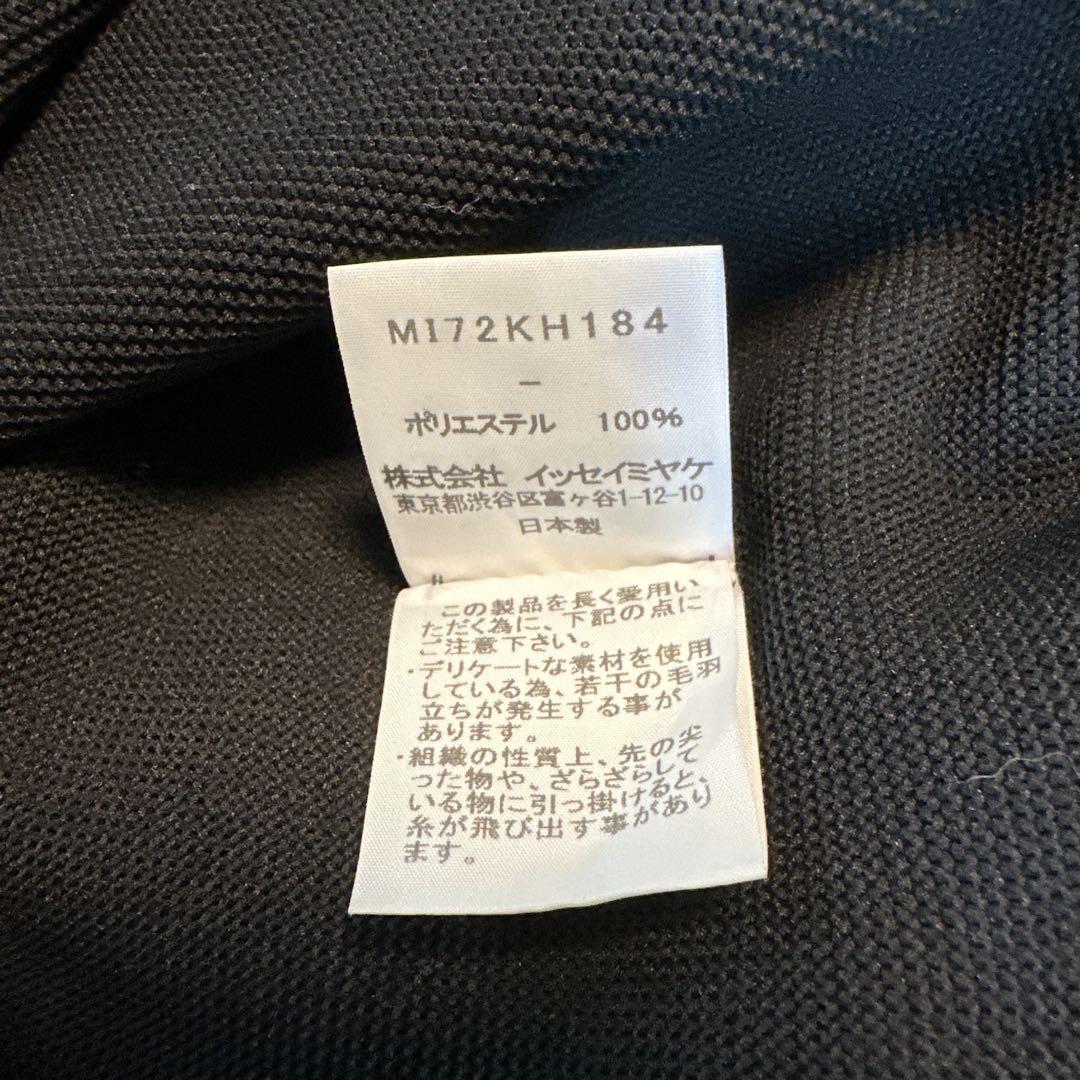 MI72KH184
－
ポリエステル 100%
株式会社 イッセイミヤケ
東京都渋谷区富ヶ谷1-12-10
日本製
この製品を長く愛用い
ただく為に、下記の点に
ご注意下さい。
・デリケートな素材を使用
している為、若干の毛羽
立ちが発生する事が
あります。
・組織の性質上、先の尖
った物や、ざらざらして
いる物に引っ掛けると、
糸が飛び出す事があり
ます。